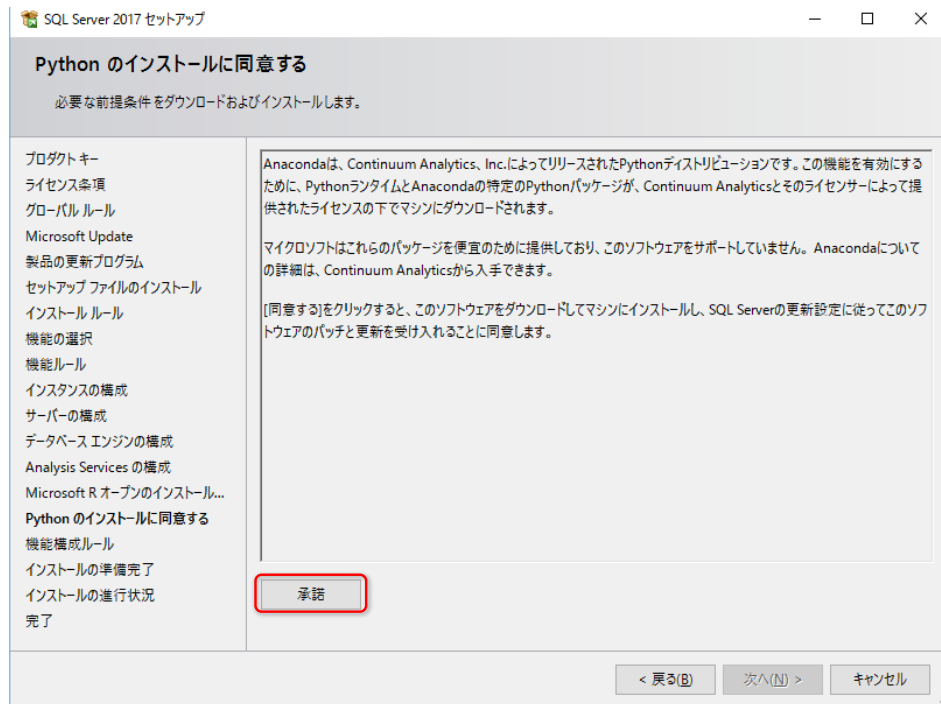 SQL Server 2017 セットアップ
Python のインストールに同意する
必要な前提条件をダウンロードおよびインストールします。
プロダクト キー
ライセンス条項
グローバル ルール
Microsoft Update
製品の更新プログラム
セットアップ ファイルのインストール
インストール ルール
機能の選択
機能ルール
インスタンスの構成
サーバーの構成
データベース エンジンの構成
Analysis Services の構成
Microsoft R オープンのインストール...
Python のインストールに同意する
機能構成ルール
インストールの準備完了
インストールの進行状況
完了
Anacondaは、Continuum Analytics、Inc.によってリリースされたPythonディストリビューションです。この機能を有効にする
ために、PythonランタイムとAnacondaの特定のPythonパッケージが、Continuum Analyticsとそのライセンサーによって提
供されたライセンスの下でマシンにダウンロードされます。
マイクロソフトはこれらのパッケージを便宜のために提供しており、このソフトウェアをサポートしていません。Anacondaについて
の詳細は、Continuum Analyticsから入手できます。
[同意する]をクリックすると、このソフトウェアをダウンロードしてマシンにインストールし、SQL Serverの更新設定に従ってこのソフ
トウェアのパッチと更新を受け入れることに同意します。
承諾
< 戻る(B)
次へ(N) >
キャンセル